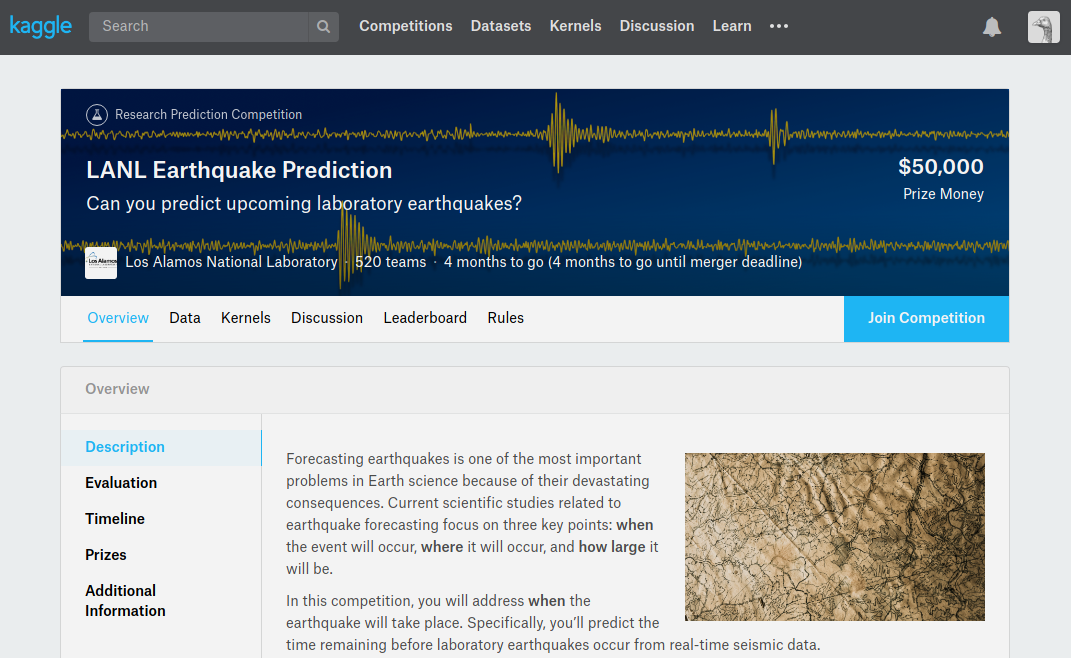 kaggle
Search
Competitions Datasets Kernels Discussion Learn
Research Prediction Competition
LANL Earthquake Prediction
$50,000
Can you predict upcoming laboratory earthquakes?
Prize Money
Los Alamos
Los Alamos National Laboratory · 520 teams · 4 months to go (4 months to go until merger deadline)
Overview Data Kernels Discussion Leaderboard Rules
Join Competition
Overview
Description
Evaluation
Timeline
Prizes
Additional
Information
Forecasting earthquakes is one of the most important
problems in Earth science because of their devastating
consequences. Current scientific studies related to
earthquake forecasting focus on three key points: when
the event will occur, where it will occur, and how large it
will be.
In this competition, you will address when the
earthquake will take place. Specifically, you’ll predict the
time remaining before laboratory earthquakes occur from real-time seismic data.